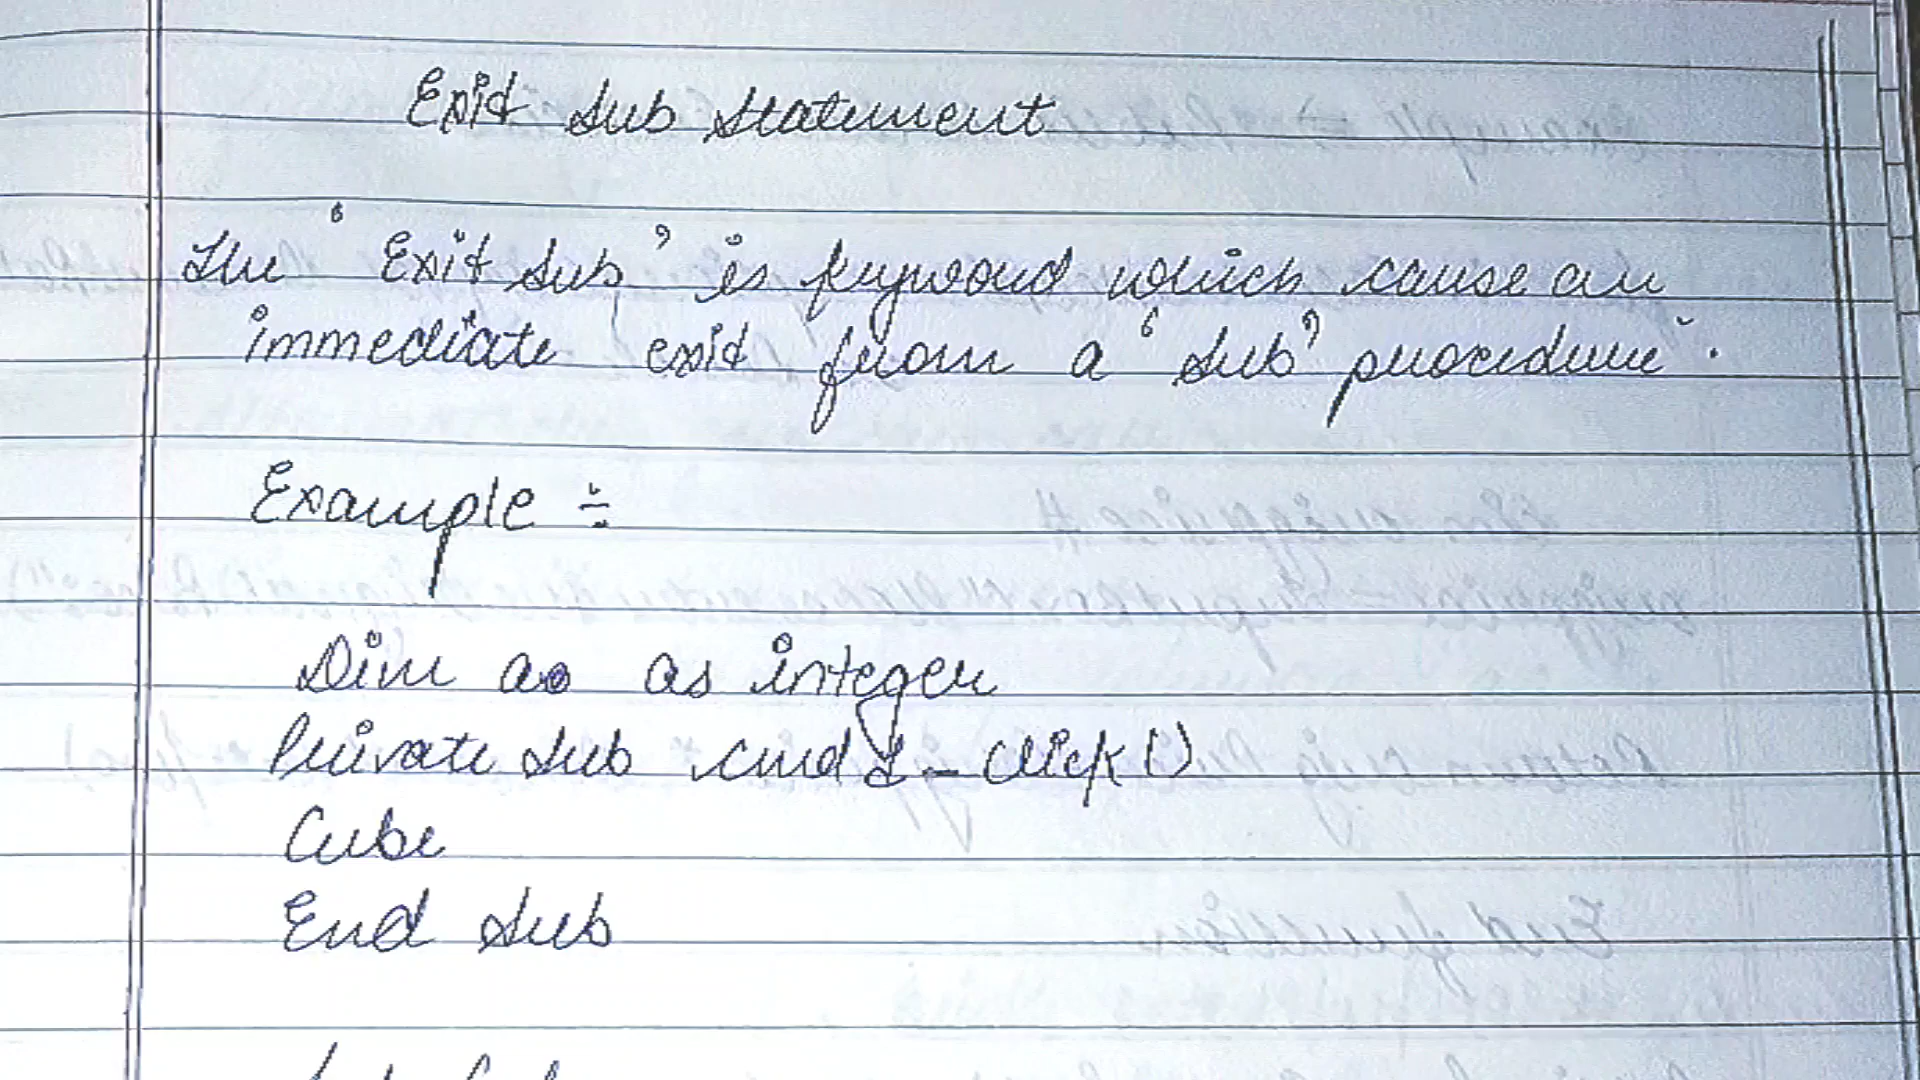 Exit Sub Statement
The 'Exit Sub' is keyword which cause an
immediate exit from a 'Sub' procedure.
Example ÷
Dim a as integer
Private Sub cmd1_Click()
Cube
End Sub